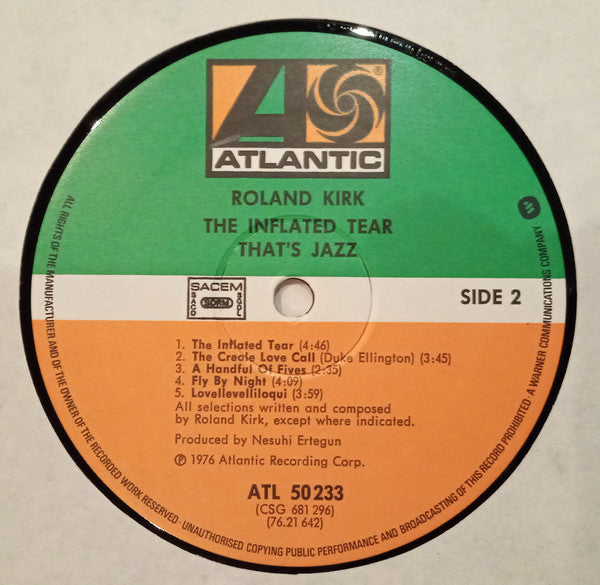 ATLANTIC
®
ROLAND KIRK
THE INFLATED TEAR
THAT'S JAZZ
SACEM
SACD SDRM SGDL
SIDE 2
1. The Inflated Tear (4:46)
2. The Creole Love Call (Duke Ellington) (3:45)
3. A Handful Of Fives (2:35)
4. Fly By Night (4:09)
5. Lovellevelliloqui (3:59)
All selections written and composed
by Roland Kirk, except where indicated.
Produced by Nesuhi Ertegun
℗ 1976 Atlantic Recording Corp.
ATL 50 233
(CSG 681 296)
(76.21 642)
ALL RIGHTS OF THE MANUFACTURER AND OF THE OWNER OF THE RECORDED WORK RESERVED · UNAUTHORISED COPYING PUBLIC PERFORMANCE AND BROADCASTING OF THIS RECORD PROHIBITED · A WARNER COMMUNICATIONS COMPANY